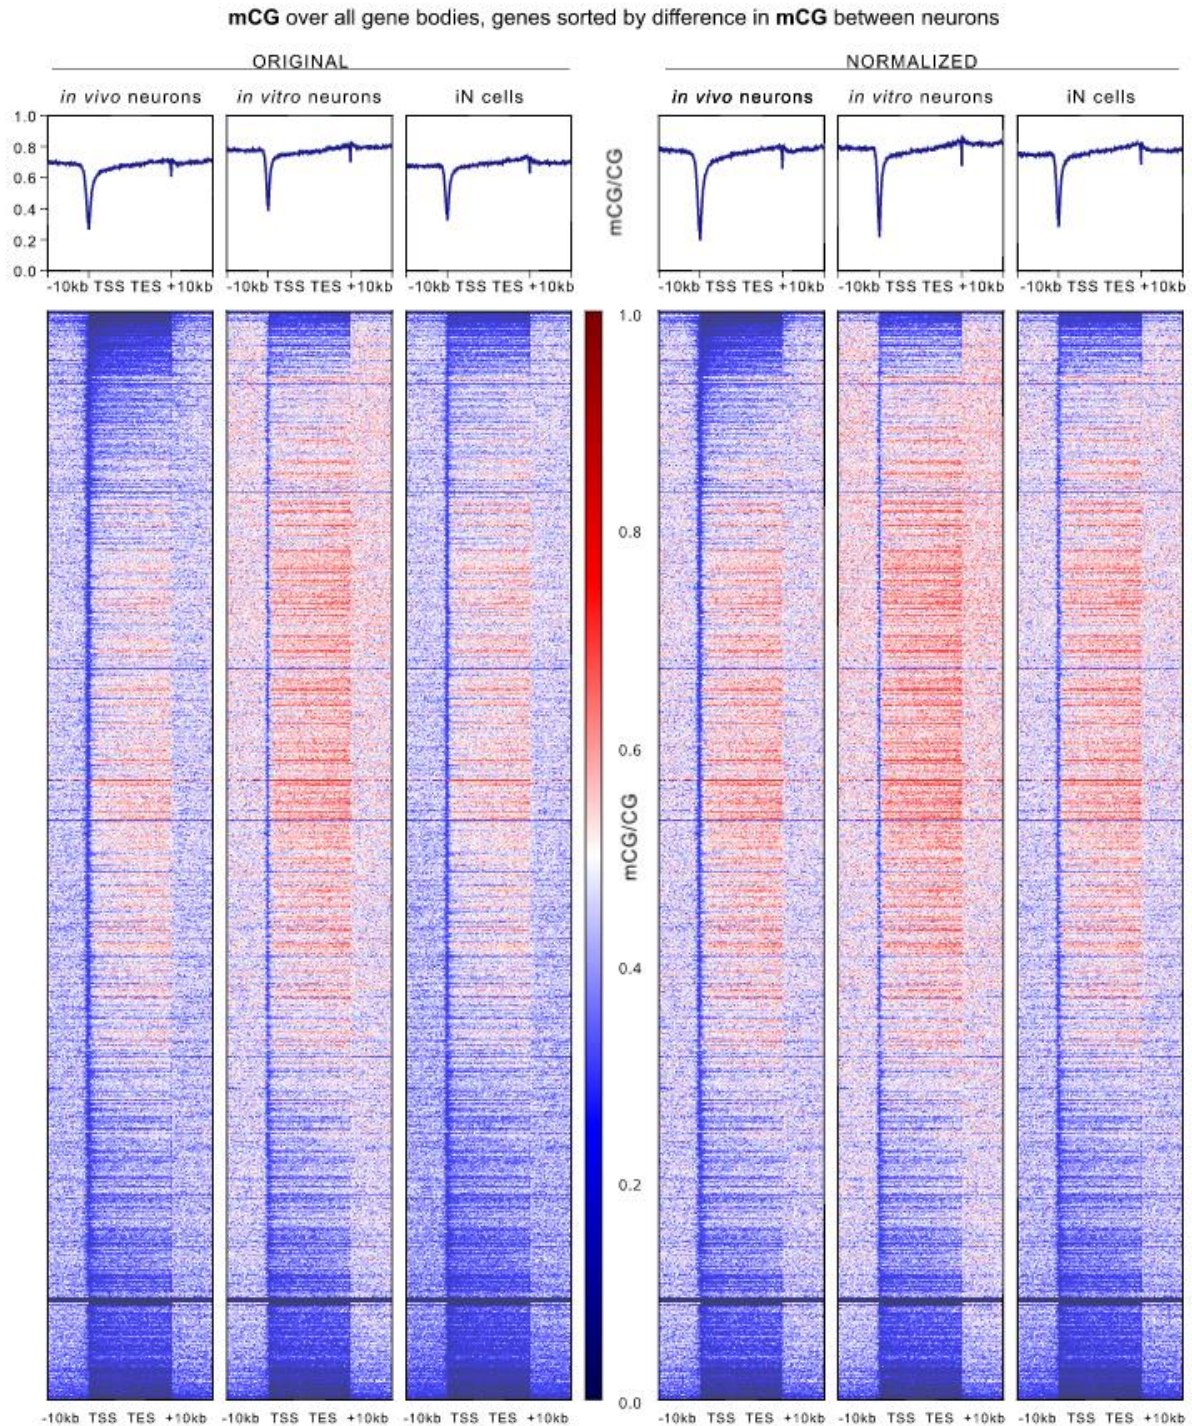 mCG over all gene bodies, genes sorted by difference in mCG between neurons
ORIGINAL
NORMALIZED
in vivo neurons
in vitro neurons
iN cells
in vivo neurons
in vitro neurons
iN cells
1.0
0.8
0.6
0.4
0.2
0.0
mCG/CG
-10kb TSS TES +10kb
-10kb TSS TES +10kb
-10kb TSS TES +10kb
-10kb TSS TES +10kb
-10kb TSS TES +10kb
-10kb TSS TES +10kb
1.0
0.8
0.6
mCG/CG
0.4
0.2
0.0
-10kb TSS TES +10kb
-10kb TSS TES +10kb
-10kb TSS TES +10kb
-10kb TSS TES +10kb
-10kb TSS TES +10kb
-10kb TSS TES +10kb